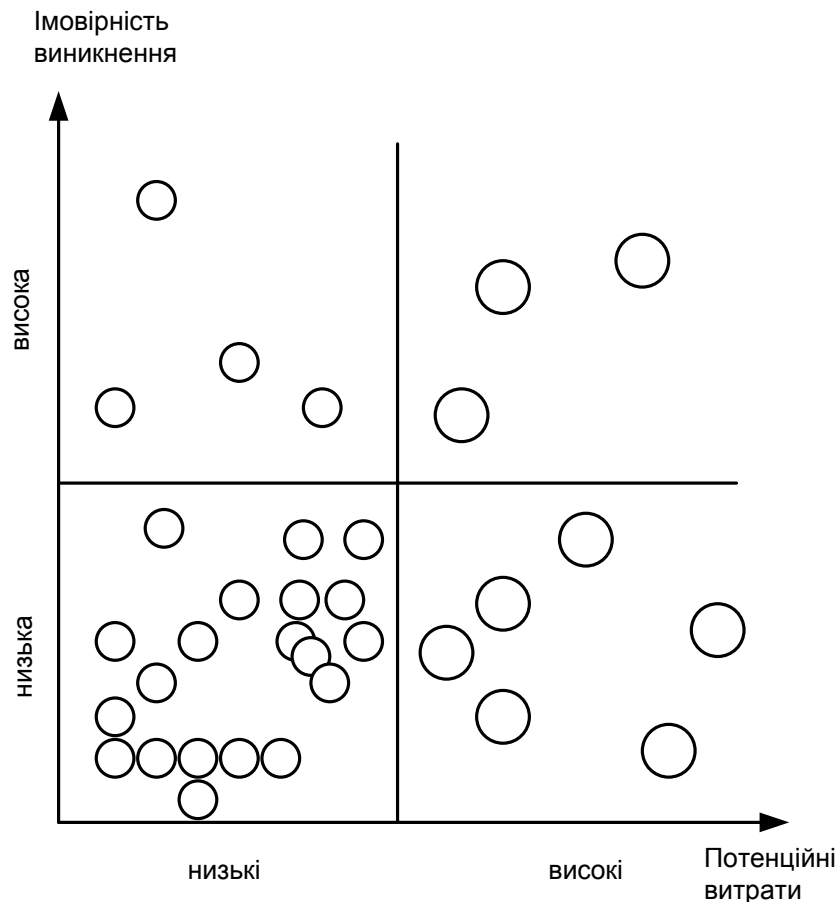 Імовірність
виникнення
висока
низька
низькі
високі
Потенційні
витрати